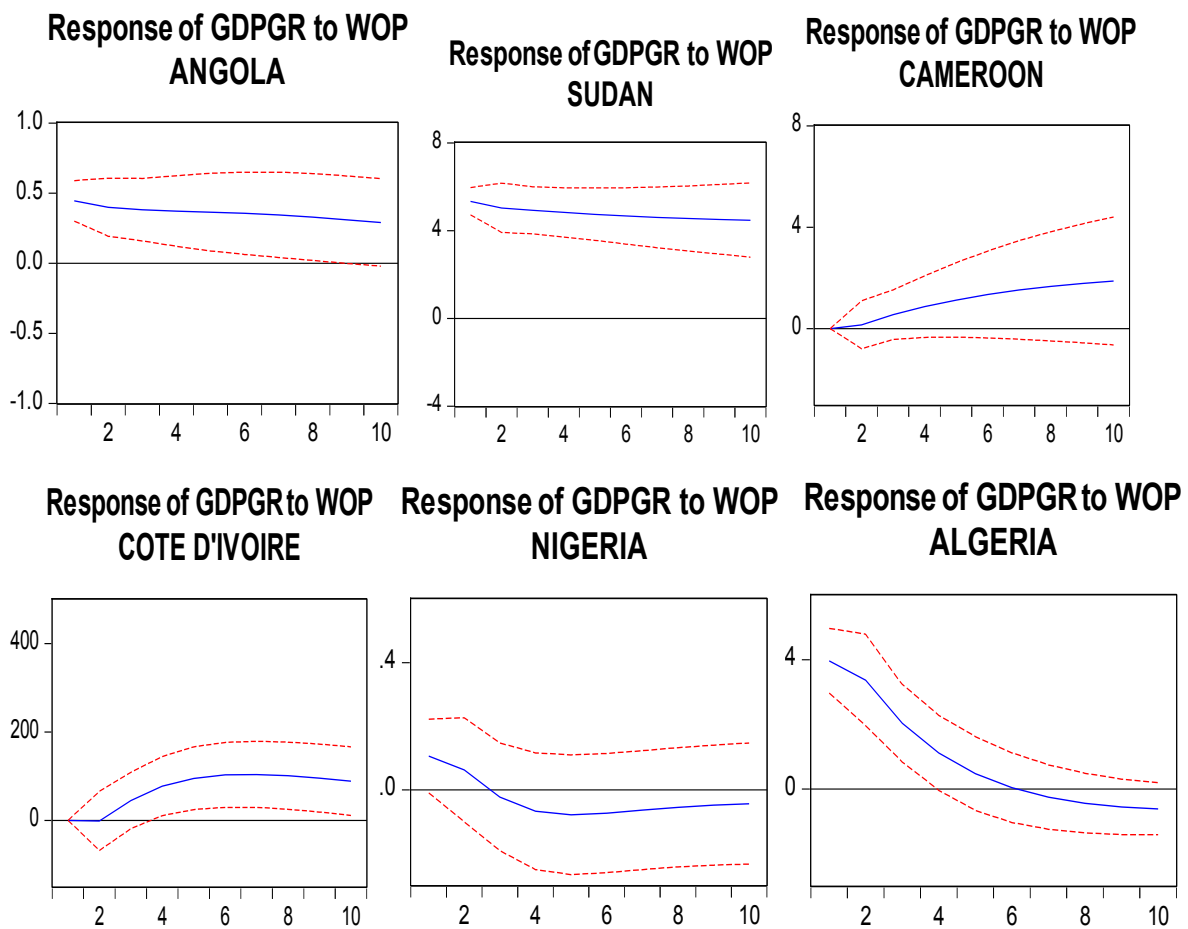 Response of GDPGR to WOP
ANGOLA
1.0
0.5
0.0
-0.5
-1.0
2 4 6 8 10
Response of GDPGR to WOP
SUDAN
8
4
0
-4
2 4 6 8 10
Response of GDPGR to WOP
CAMEROON
8
4
0
2 4 6 8 10
Response of GDPGR to WOP
COTE D'IVOIRE
400
200
0
2 4 6 8 10
Response of GDPGR to WOP
NIGERIA
.4
.0
2 4 6 8 10
Response of GDPGR to WOP
ALGERIA
4
0
2 4 6 8 10